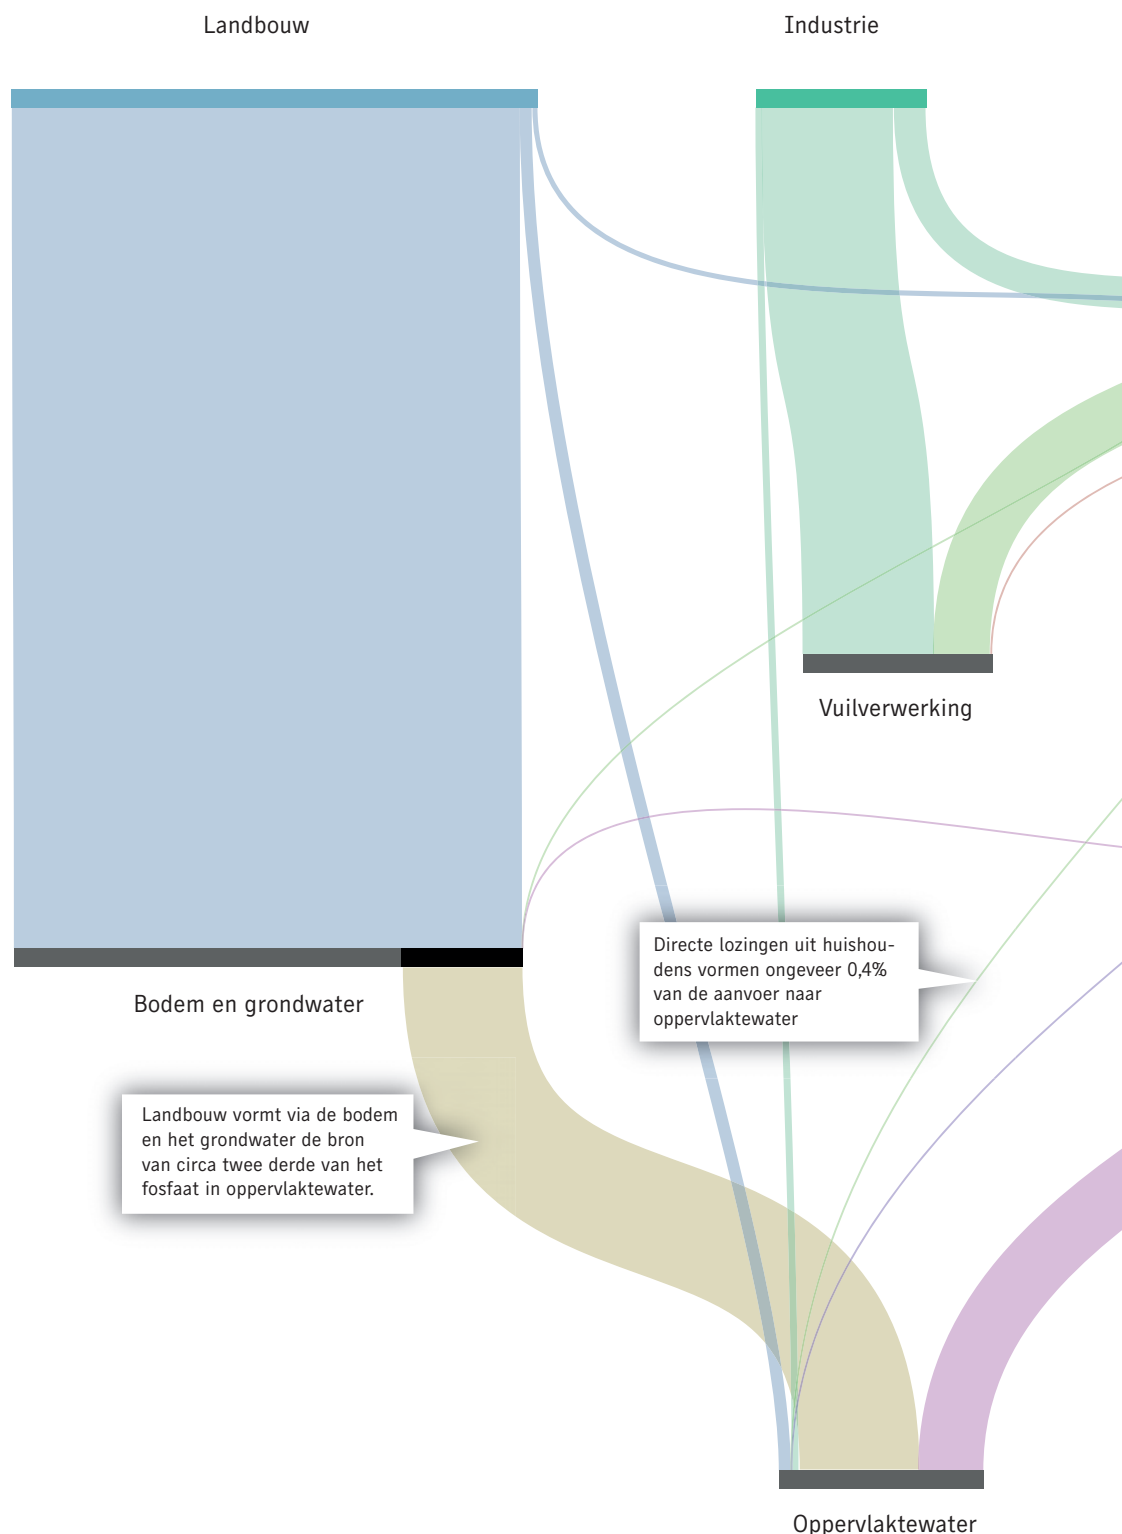 Landbouw
Industrie
Vuilverwerking
Directe lozingen uit huishou-
dens vormen ongeveer 0,4%
van de aanvoer naar
oppervlaktewater
Bodem en grondwater
Landbouw vormt via de bodem
en het grondwater de bron
van circa twee derde van het
fosfaat in oppervlaktewater.
Oppervlaktewater